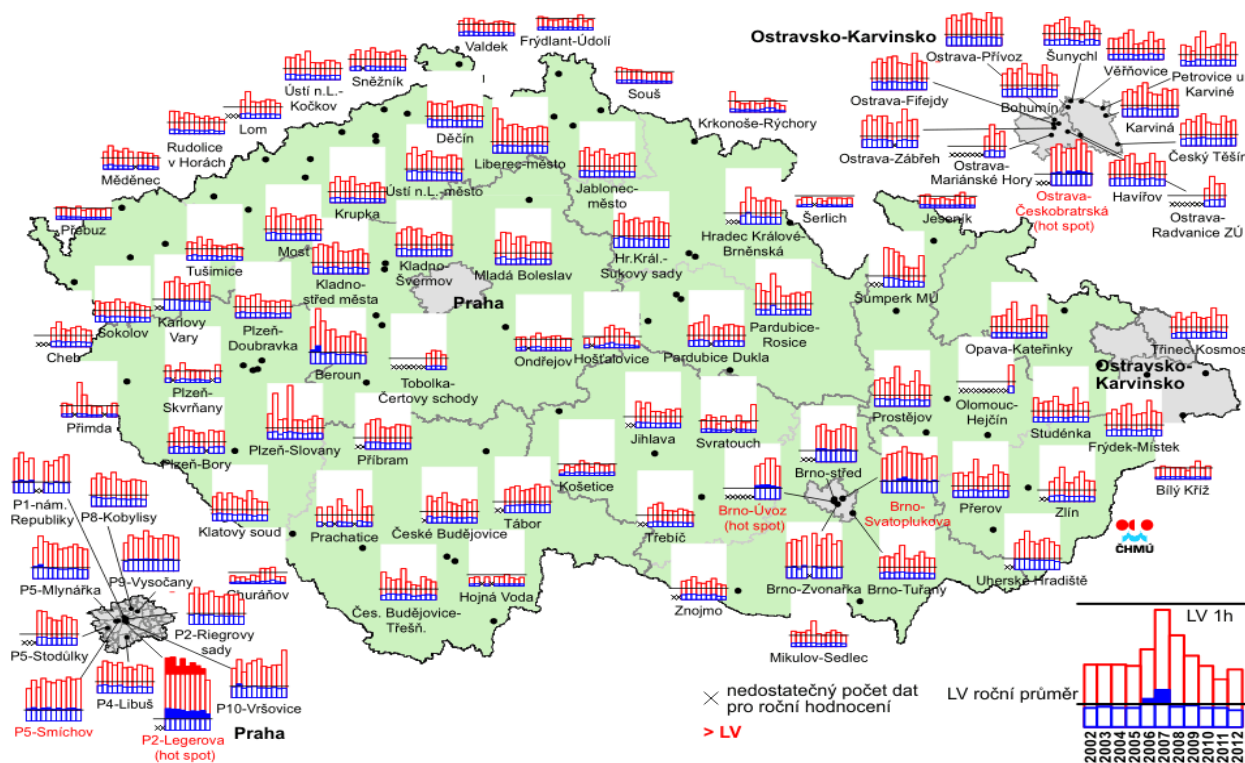 Valdek
Frýdlant-Údolí
Ostravsko-Karvinsko
Ostrava-Přívoz
Šunychl
Věřňovice
Petrovice u
Karviné
Sněžník
Ústí n.L.-
Kočkov
Souš
Ostrava-Fifejdy
Bohumín
Krkonoše-Rýchory
Karviná
Lom
Rudolice
v Horách
Děčín
Liberec-město
Ostrava-Zábřeh
Český Těšín
Měděnec
Ústí n.L.-město
Jablonec-
město
Ostrava-
Mariánské Hory
Havířov
Ostrava-
Radvanice ZÚ
Ostrava-
Českobratrská
(hot spot)
Přebuz
Krupka
Šerlich
Jeseník
Tušimice
Most
Kladno-
střed města
Kladno-
Švermov
Mladá Boleslav
Hr.Král.-
Sukovy sady
Hradec Králové-
Brněnská
Šumperk MÚ
Praha
Sokolov
Karlovy
Vary
Plzeň-
Doubravka
Cheb
Beroun
Tobolka-
Čertovy schody
Ondřejov
Hošťalovice
Pardubice Dukla
Pardubice-
Rosice
Opava-Kateřinky
Třinec-Kosmos
Ostravsko-
Karvinsko
Plzeň-
Skvrňany
Přimda
Plzeň-Bory
Plzeň-Slovany
Příbram
Jihlava
Svratouch
Prostějov
Olomouc-
Hejčín
Studénka
Frýdek-Místek
Bílý Kříž
P1-nám.
Republiky
P8-Kobylisy
Klatovy soud
Prachatice
České Budějovice
Tábor
Košetice
Třebíč
Brno-střed
Brno-Úvoz
(hot spot)
Brno-
Svatoplukova
Přerov
Zlín
ČHMÚ
P5-Mlynářka
P9-Vysočany
Churáňov
Čes. Budějovice-
Třešň.
Hojná Voda
Znojmo
Brno-Zvonařka
Brno-Tuřany
Uherské Hradiště
P2-Riegrovy
sady
P5-Stodůlky
P4-Libuš
P10-Vršovice
P5-Smíchov
P2-Legerova
(hot spot)
Praha
Mikulov-Sedlec
× nedostatečný počet dat
pro roční hodnocení
> LV
LV 1h
LV roční průměr
2002
2003
2004
2005
2006
2007
2008
2009
2010
2011
2012